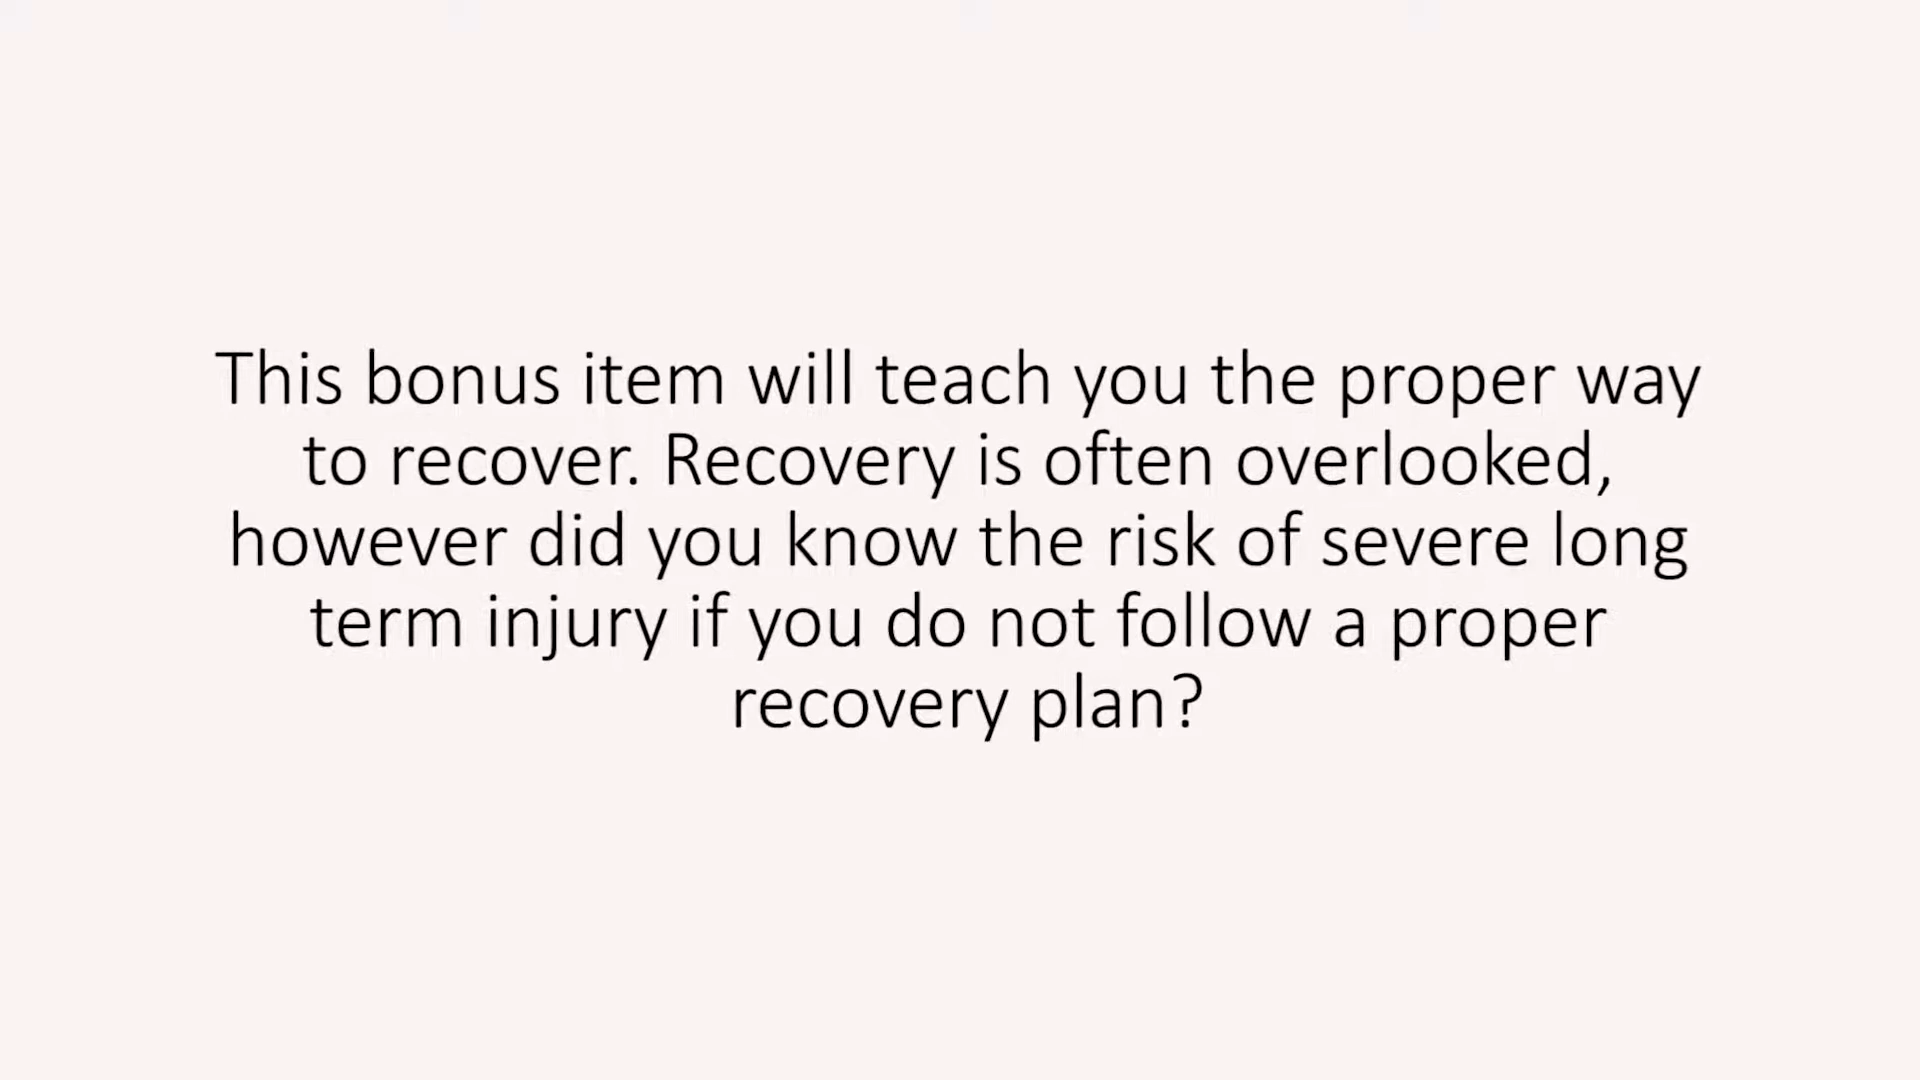 This bonus item will teach you the proper way
to recover. Recovery is often overlooked,
however did you know the risk of severe long
term injury if you do not follow a proper
recovery plan?